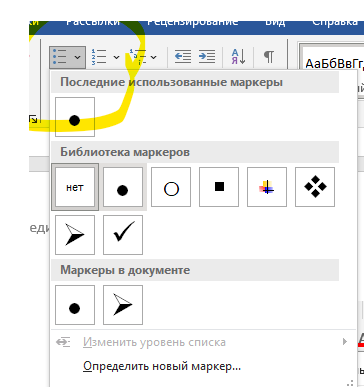 Рассылки Рецензирование Вид Справка
АаБбВвГг
Последние использованные маркеры
Библиотека маркеров
нет
Маркеры в документе
Изменить уровень списка
Определить новый маркер...